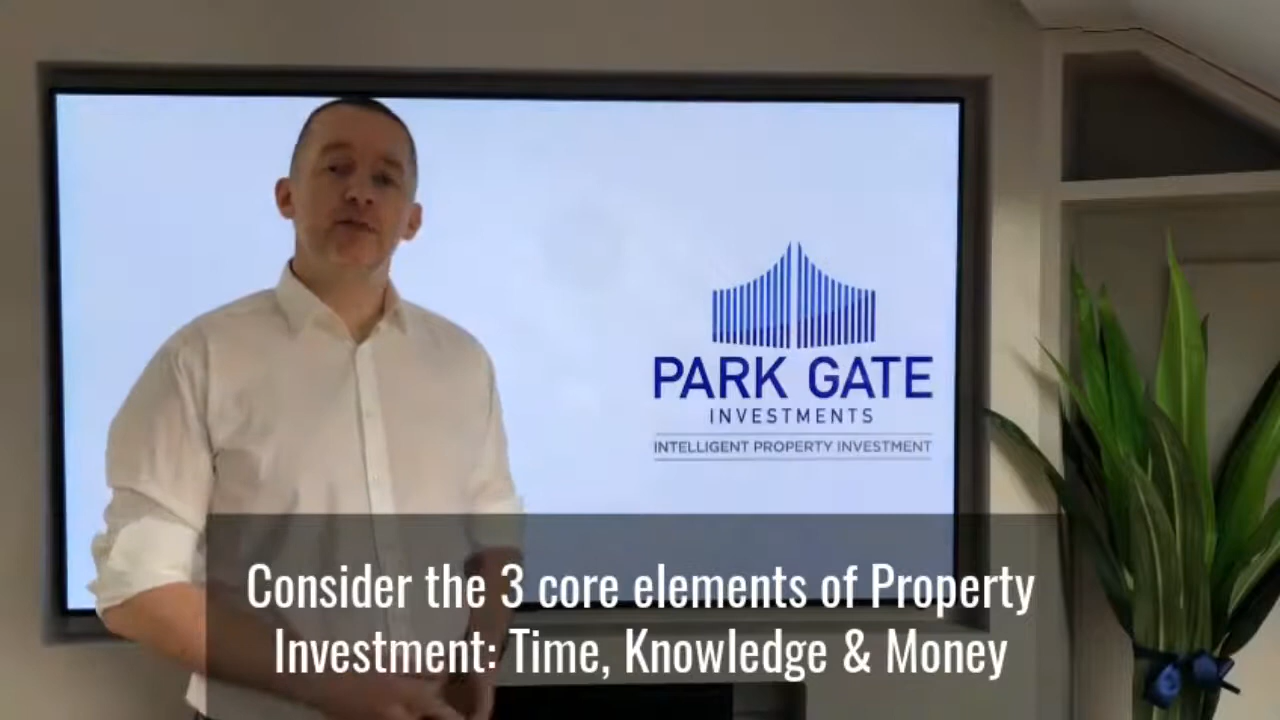 PARK GATE
INVESTMENTS
INTELLIGENT PROPERTY INVESTMENT
Consider the 3 core elements of Property
Investment: Time, Knowledge & Money